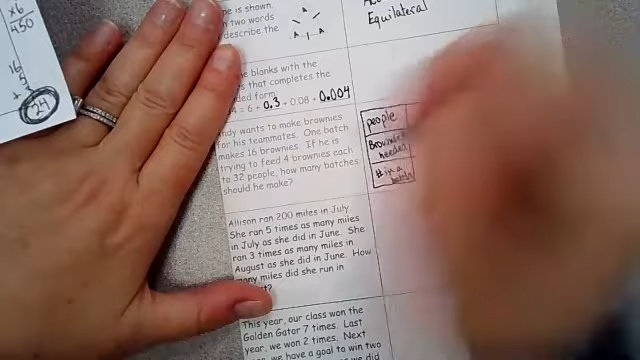 x6
450
16
24
pe is shown.
n two words
describe the
A
A A
Equilateral
e blanks with the
s that completes the
ded form.
4 = 6 + 0.3 + 0.08 + 0.004
ndy wants to make brownies
for his teammates. One batch
makes 16 brownies. If he is
trying to feed 4 brownies each
to 32 people, how many batches
should he make?
people
Brownies
needed
# in a
batch
Allison ran 200 miles in July.
She ran 5 times as many miles
in July as she did in June. She
ran 3 times as many miles in
August as she did in June. How
many miles did she run in
This year, our class won the
Golden Gator 7 times. Last
year, we won 2 times. Next
we have a goal to win two
we did